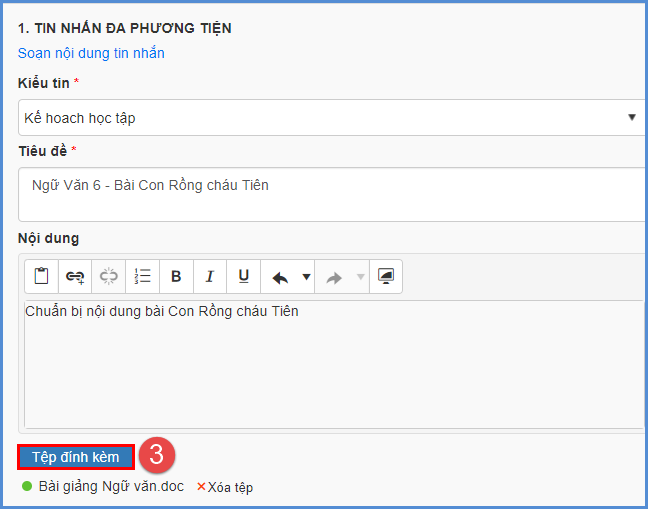 1. TIN NHẮN ĐA PHƯƠNG TIỆN
Soạn nội dung tin nhắn
Kiểu tin *
Kế hoach học tập
Tiêu đề *
Ngữ Văn 6 - Bài Con Rồng cháu Tiên
Nội dung
B I U
Chuẩn bị nội dung bài Con Rồng cháu Tiên
Tệp đính kèm 3
Bài giảng Ngữ văn.doc ×Xóa tệp